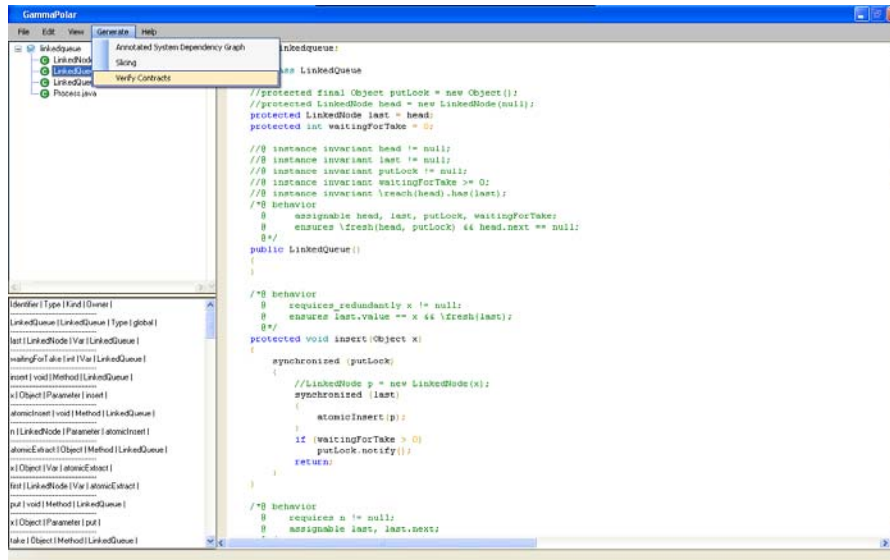 GammaPolar
File Edit View Generate Help
Annotated System Dependency Graph
Slicing
Verify Contracts
linkedqueue
LinkedNode
LinkedQueue
LinkedQue
Process.java
inkedqueue;
ass LinkedQueue
//protected final Object putLock = new Object();
//protected LinkedNode head = new LinkedNode(null);
protected LinkedNode last = head;
protected int waitingForTake = 0;
//@ instance invariant head != null;
//@ instance invariant last != null;
//@ instance invariant putLock != null;
//@ instance invariant waitingForTake >= 0;
//@ instance invariant \reach(head).has(last);
/*@ behavior
@ assignable head, last, putLock, waitingForTake;
@ ensures \fresh(head, putLock) && head.next == null;
@*/
public LinkedQueue()
{
}
/*@ behavior
@ requires_redundantly x != null;
@ ensures last.value == x && \fresh(last);
@*/
protected void insert(Object x)
{
synchronized (putLock)
{
//LinkedNode p = new LinkedNode(x);
synchronized (last)
{
atomicInsert(p);
}
if (waitingForTake > 0)
putLock.notify();
return;
}
}
/*@ behavior
@ requires n != null;
@ assignable last, last.next;
Identifier | Type | Kind | Owner |
LinkedQueue | LinkedQueue | Type | global |
last | LinkedNode | Var | LinkedQueue |
waitingForTake | int | Var | LinkedQueue |
insert | void | Method | LinkedQueue |
x | Object | Parameter | insert |
atomicInsert | void | Method | LinkedQueue |
n | LinkedNode | Parameter | atomicInsert |
atomicExtract | Object | Method | LinkedQueue |
x | Object | Var | atomicExtract |
first | LinkedNode | Var | atomicExtract |
put | void | Method | LinkedQueue |
x | Object | Parameter | put |
take | Object | Method | LinkedQueue |